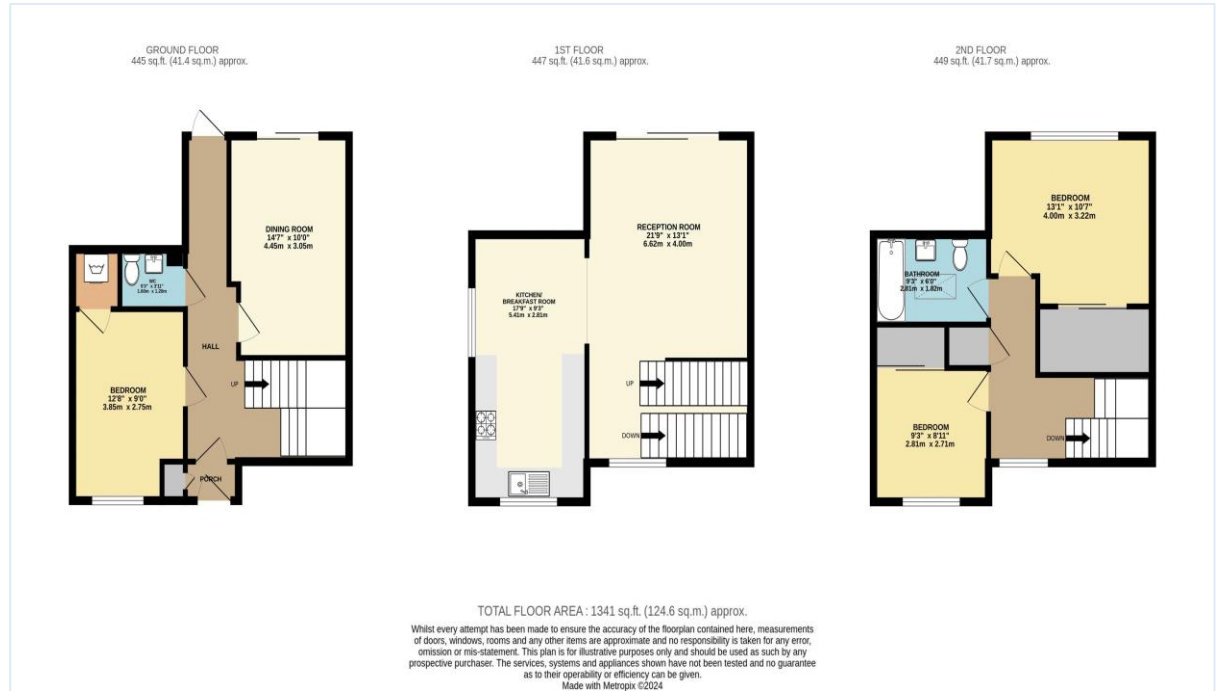 GROUND FLOOR
445 sq.ft. (41.4 sq.m.) approx.
1ST FLOOR
447 sq.ft. (41.6 sq.m.) approx.
2ND FLOOR
449 sq.ft. (41.7 sq.m.) approx.
DINING ROOM
14'7" x 10'0"
4.45m x 3.05m
WC
HALL
UP
BEDROOM
12'8" x 9'0"
3.85m x 2.75m
PORCH
RECEPTION ROOM
21'9" x 13'1"
6.62m x 4.00m
KITCHEN/
BREAKFAST ROOM
17'9" x 9'3"
5.41m x 2.81m
UP
DOWN
BEDROOM
13'1" x 10'7"
4.00m x 3.22m
BATHROOM
9'3" x 6'0"
2.81m x 1.82m
BEDROOM
9'3" x 8'11"
2.81m x 2.71m
DOWN
TOTAL FLOOR AREA : 1341 sq.ft. (124.6 sq.m.) approx.
Whilst every attempt has been made to ensure the accuracy of the floorplan contained here, measurements
of doors, windows, rooms and any other items are approximate and no responsibility is taken for any error,
omission or mis-statement. This plan is for illustrative purposes only and should be used as such by any
prospective purchaser. The services, systems and appliances shown have not been tested and no guarantee
as to their operability or efficiency can be given.
Made with Metropix ©2024